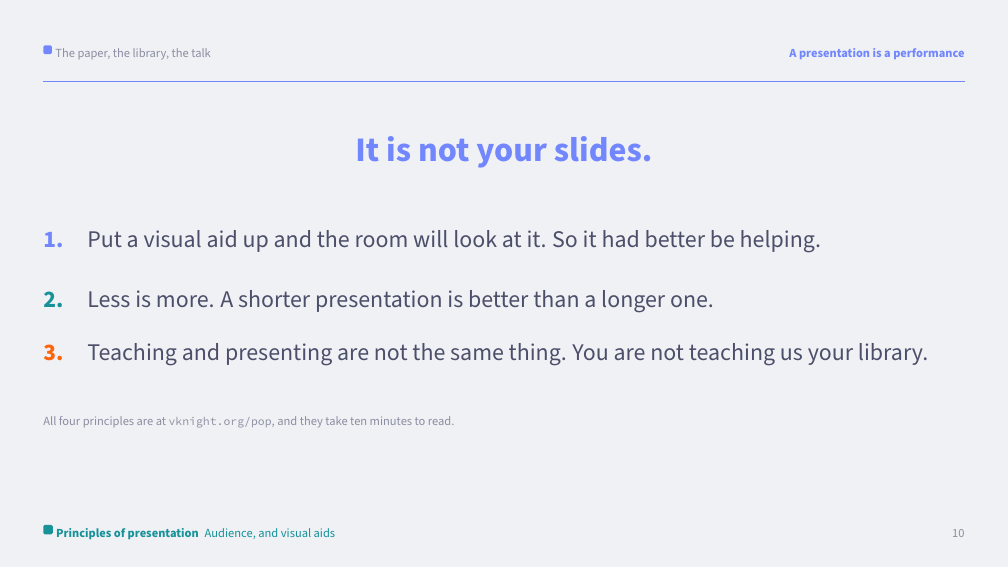 The paper, the library, the talk
A presentation is a performance
It is not your slides.
1. Put a visual aid up and the room will look at it. So it had better be helping.
2. Less is more. A shorter presentation is better than a longer one.
3. Teaching and presenting are not the same thing. You are not teaching us your library.
All four principles are at vknight.org/pop, and they take ten minutes to read.
Principles of presentation Audience, and visual aids
10